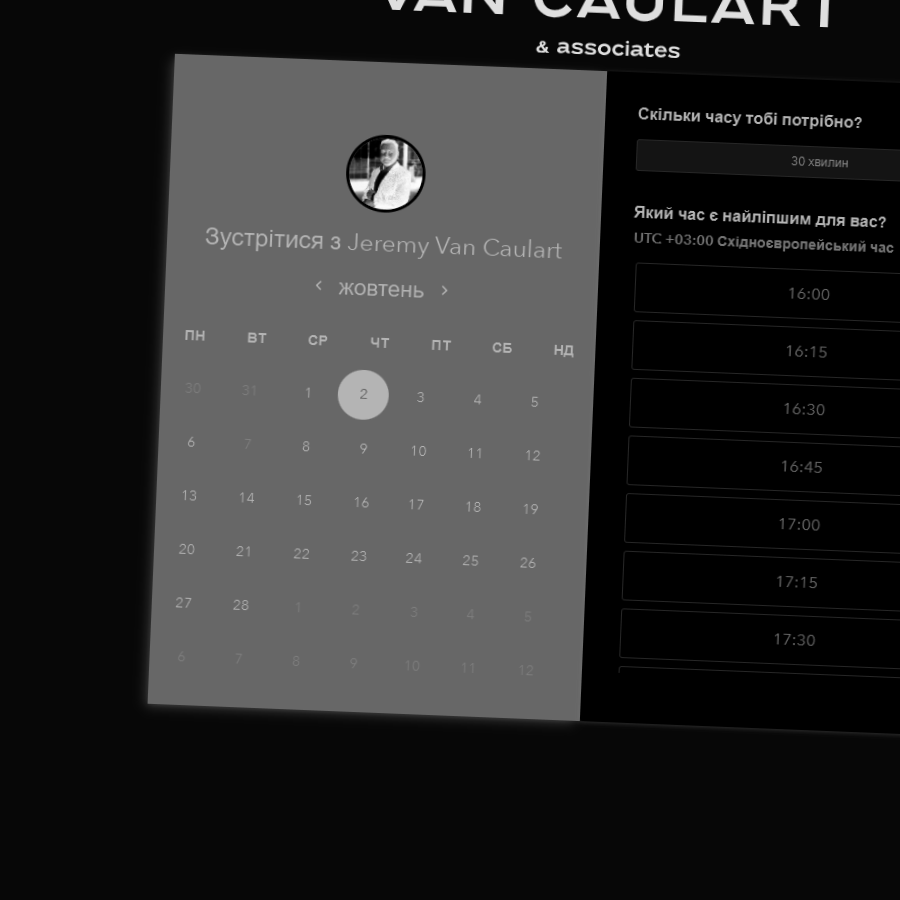 VAN CAULART
& associates
Зустрітися з Jeremy Van Caulart
жовтень
ПН ВТ СР ЧТ ПТ СБ НД
30 31 1 2 3 4 5
6 7 8 9 10 11 12
13 14 15 16 17 18 19
20 21 22 23 24 25 26
27 28 1 2 3 4 5
6 7 8 9 10 11 12
Скільки часу тобі потрібно?
30 хвилин
Який час є найліпшим для вас?
UTC +03:00 Східноєвропейський час
16:00
16:15
16:30
16:45
17:00
17:15
17:30